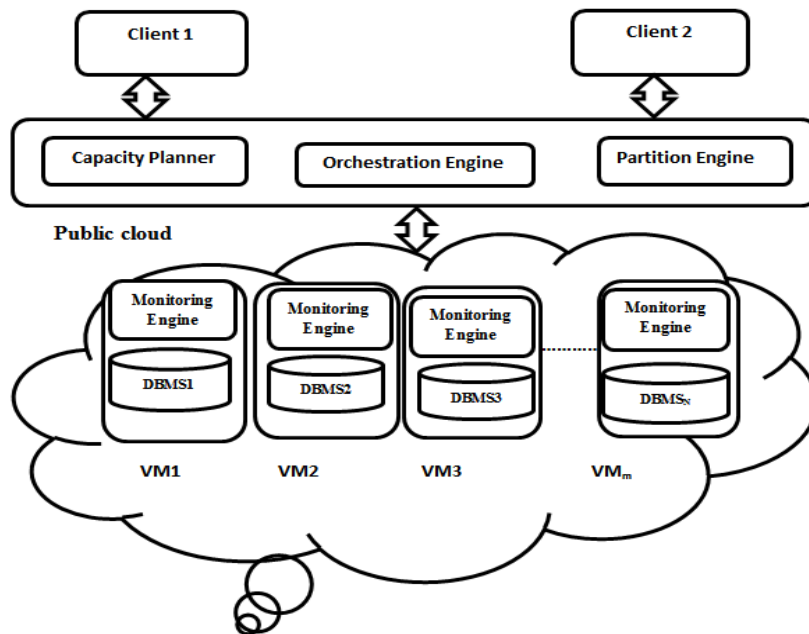 Client 1
Client 2
Capacity Planner
Orchestration Engine
Partition Engine
Public cloud
Monitoring
Engine
Monitoring
Engine
Monitoring
Engine
Monitoring
Engine
DBMS1
DBMS2
DBMS3
DBMSN
VM1
VM2
VM3
VMm